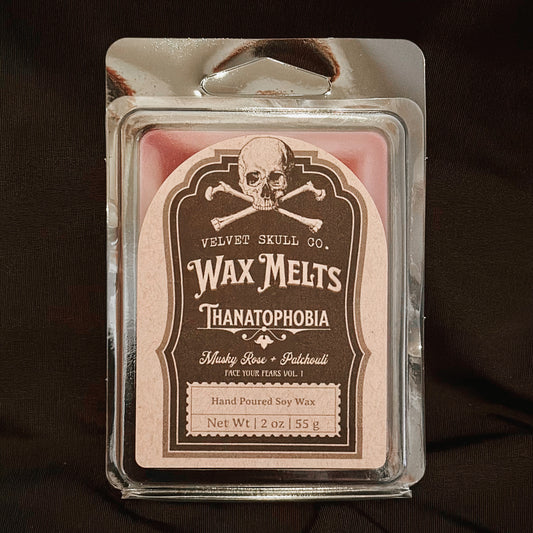 VELVET SKULL CO.
WAX MELTS
THANATOPHOBIA
Musky Rose + Patchouli
FACE YOUR FEARS VOL. 1
Hand Poured Soy Wax
Net Wt | 2 oz | 55 g